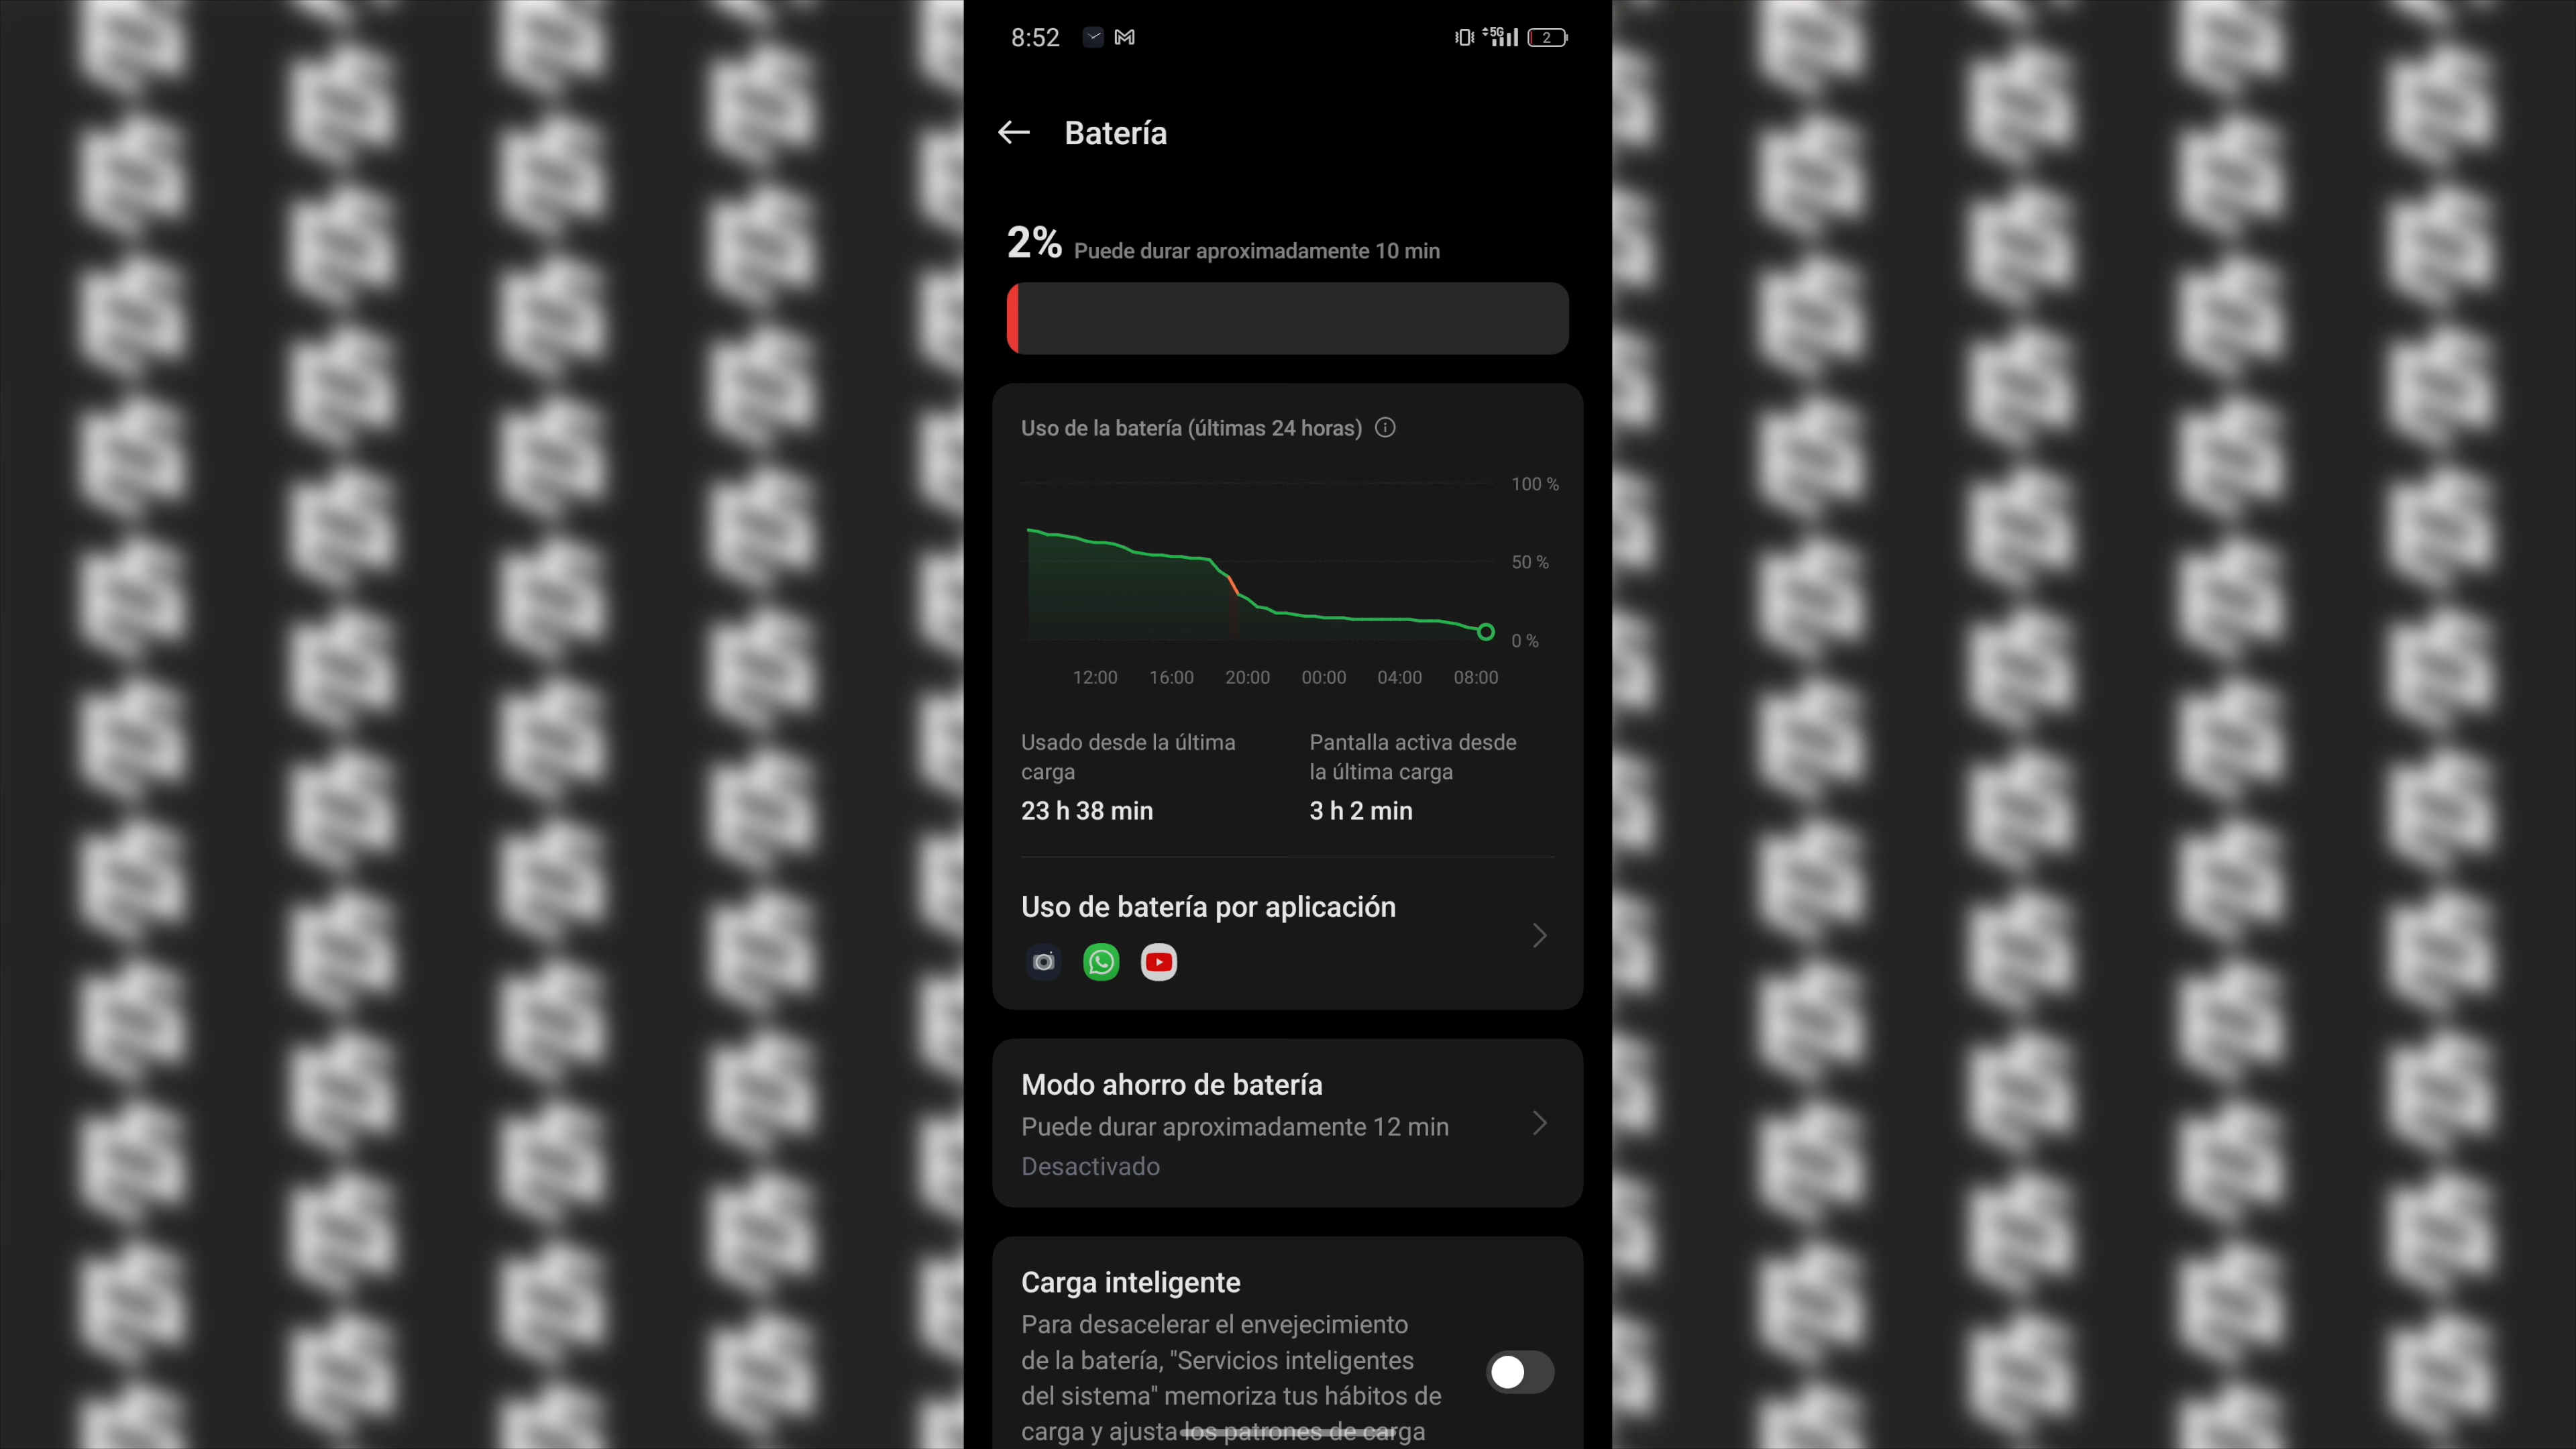 8:52
5G
2
Batería
2% Puede durar aproximadamente 10 min
Uso de la batería (últimas 24 horas)
100 %
50 %
0 %
12:00 16:00 20:00 00:00 04:00 08:00
Usado desde la última
carga
23 h 38 min
Pantalla activa desde
la última carga
3 h 2 min
Uso de batería por aplicación
Modo ahorro de batería
Puede durar aproximadamente 12 min
Desactivado
Carga inteligente
Para desacelerar el envejecimiento
de la batería, "Servicios inteligentes
del sistema" memoriza tus hábitos de
carga y ajusta los patrones de carga